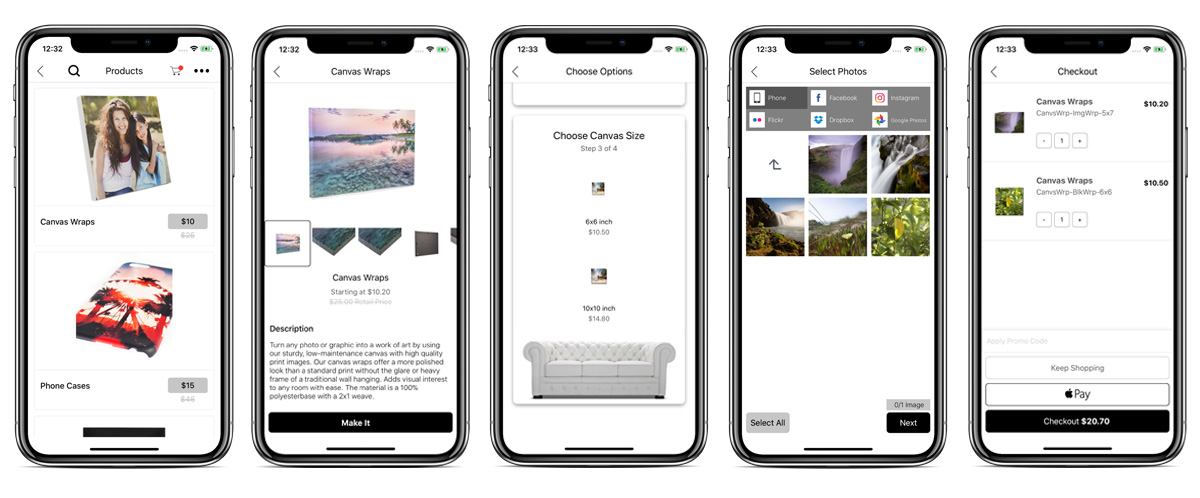 12:32
Products
Canvas Wraps
$10
$25
Phone Cases
$15
$45
12:32
Canvas Wraps
Canvas Wraps
Starting at $10.20
$25.00 Retail Price
Description
Turn any photo or graphic into a work of art by using
our sturdy, low-maintenance canvas with high quality
print images. Our canvas wraps offer a more polished
look than a standard print without the glare or heavy
frame of a traditional wall hanging. Adds visual interest
to any room with ease. The material is a 100%
polyesterbase with a 2x1 weave.
Make It
12:33
Choose Options
Choose Canvas Size
Step 3 of 4
6x6 inch
$10.50
10x10 inch
$14.80
12:33
Select Photos
Phone
Facebook
Instagram
Flickr
Dropbox
Google Photos
0/1 Image
Select All
Next
12:33
Checkout
Canvas Wraps
$10.20
CanvsWrp-ImgWrp-5x7
- 1 +
Canvas Wraps
$10.50
CanvsWrp-BlkWrp-6x6
- 1 +
Apply Promo Code
Keep Shopping
Pay
Checkout $20.70